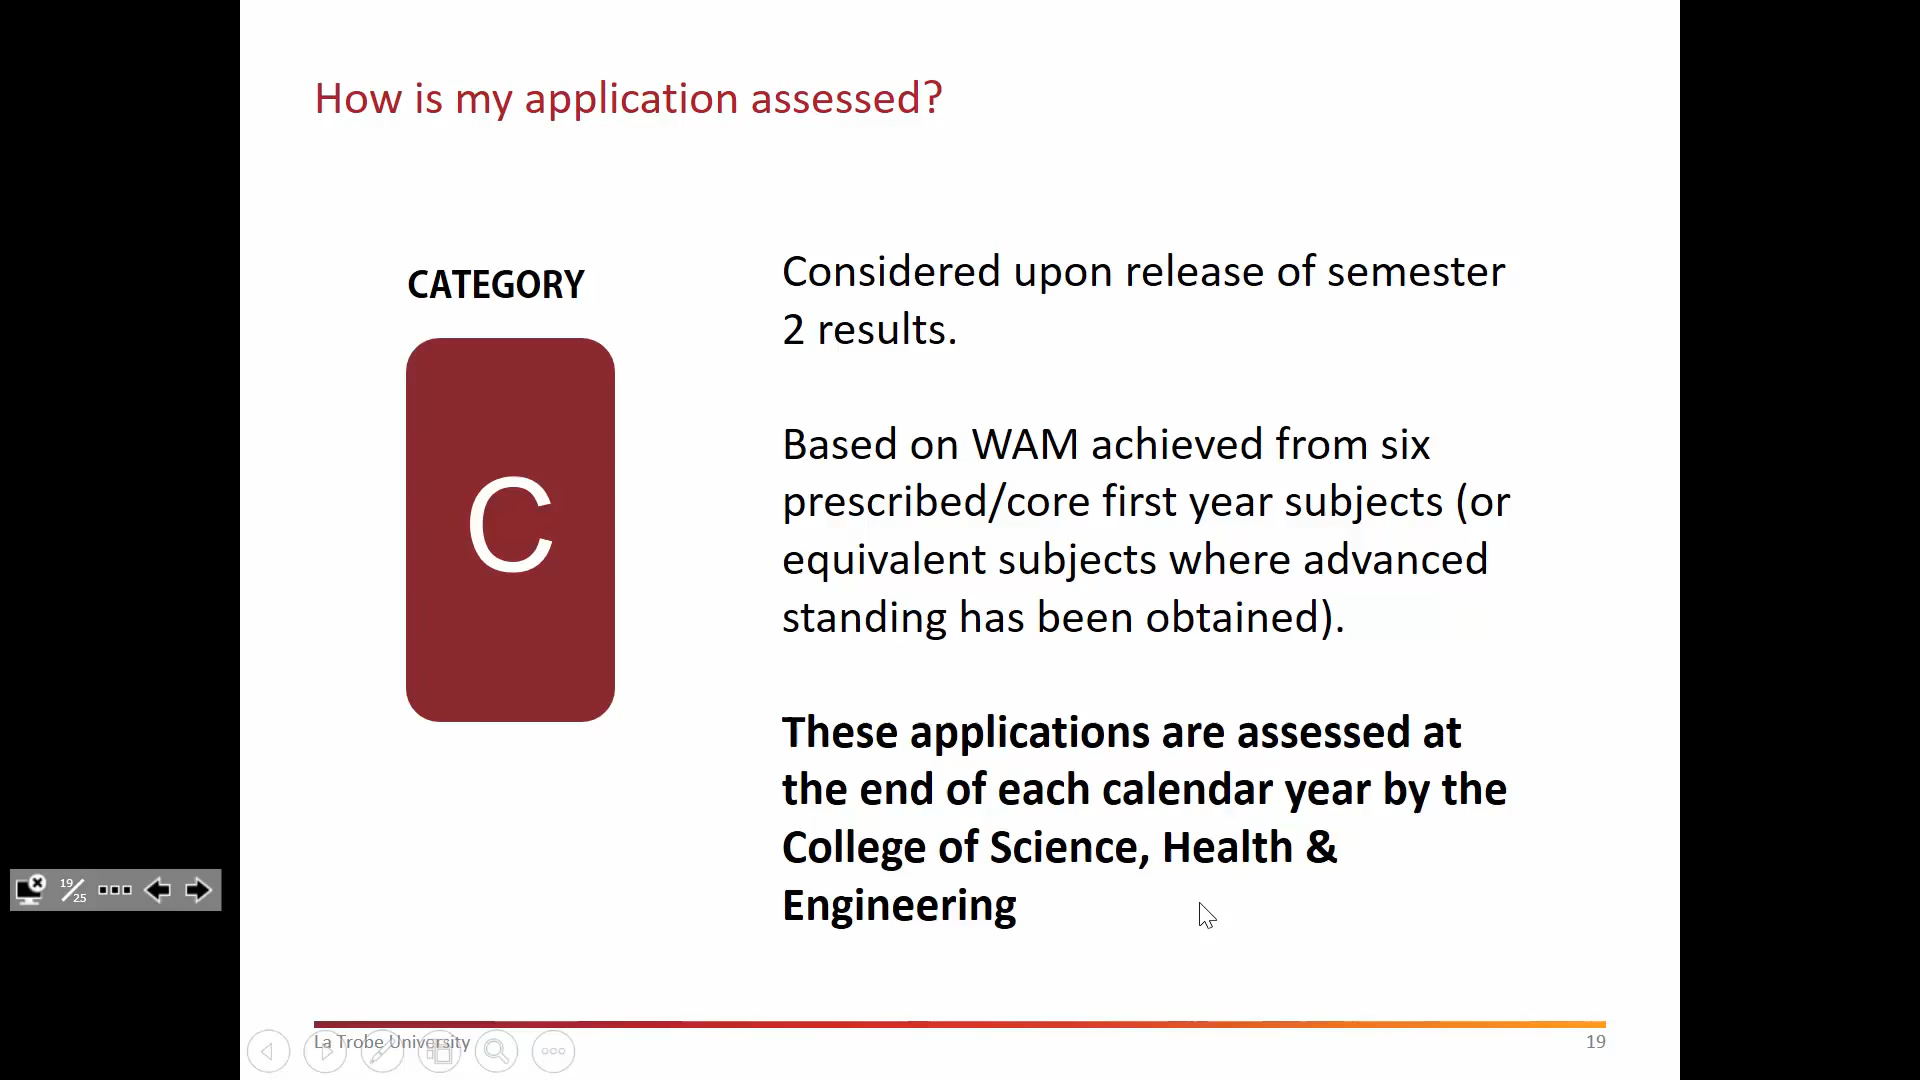 How is my application assessed?
CATEGORY
C
Considered upon release of semester
2 results.
Based on WAM achieved from six
prescribed/core first year subjects (or
equivalent subjects where advanced
standing has been obtained).
These applications are assessed at
the end of each calendar year by the
College of Science, Health &
Engineering
19/25
La Trobe University
19